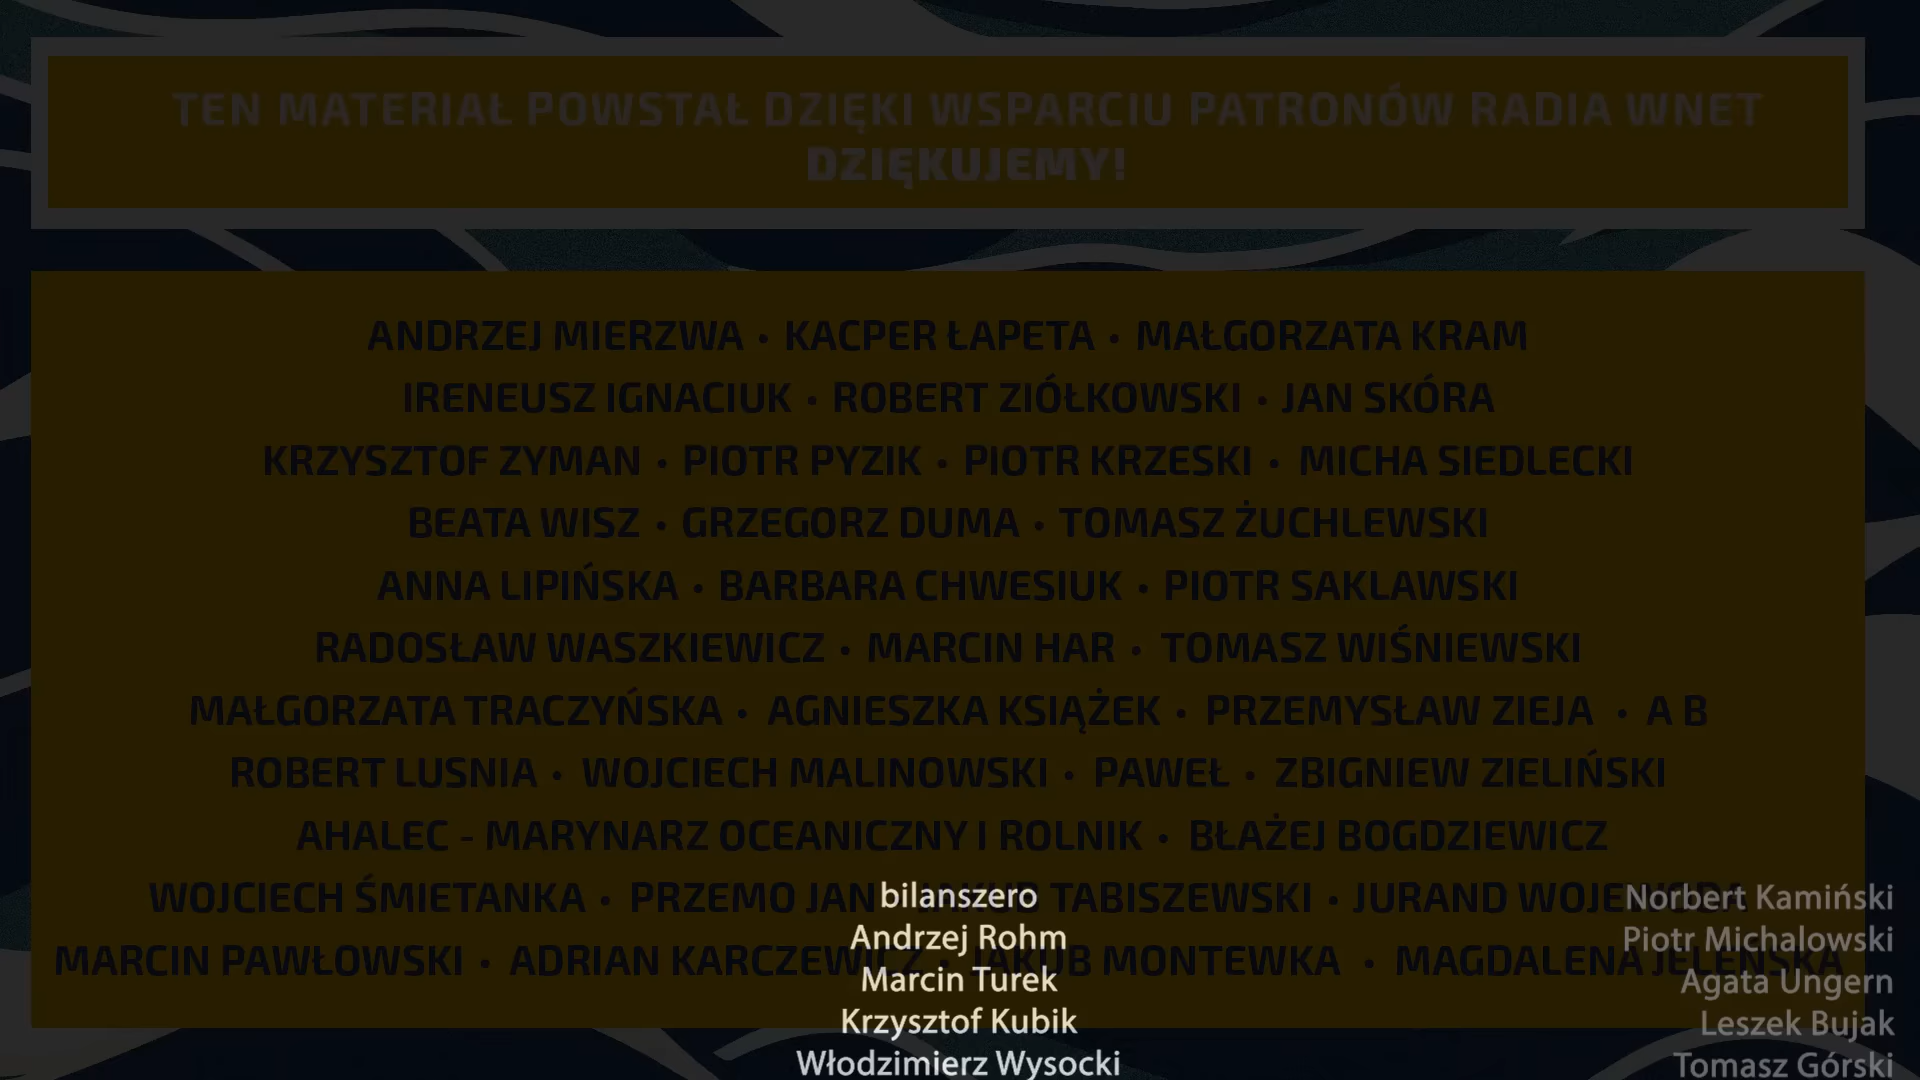 TEN MATERIAŁ POWSTAŁ DZIĘKI WSPARCIU PATRONÓW RADIA WNET
DZIĘKUJEMY!
ANDRZEJ MIERZWA • KACPER ŁAPETA • MAŁGORZATA KRAM
IRENEUSZ IGNACIUK • ROBERT ZIÓŁKOWSKI • JAN SKÓRA
KRZYSZTOF ZYMAN • PIOTR PYZIK • PIOTR KRZESKI • MICHA SIEDLECKI
BEATA WISZ • GRZEGORZ DUMA • TOMASZ ŻUCHLEWSKI
ANNA LIPIŃSKA • BARBARA CHWESIUK • PIOTR SAKLAWSKI
RADOSŁAW WASZKIEWICZ • MARCIN HAR • TOMASZ WIŚNIEWSKI
MAŁGORZATA TRACZYŃSKA • AGNIESZKA KSIĄŻEK • PRZEMYSŁAW ZIEJA • A B
ROBERT LUSNIA • WOJCIECH MALINOWSKI • PAWEŁ • ZBIGNIEW ZIELIŃSKI
AHALEC - MARYNARZ OCEANICZNY I ROLNIK • BŁAŻEJ BOGDZIEWICZ
WOJCIECH ŚMIETANKA • PRZEMO JAN • JAKUB TABISZEWSKI • JURAND WOJEWODA
MARCIN PAWŁOWSKI • ADRIAN KARCZEWICZ • JAKUB MONTEWKA • MAGDALENA JELEŃSKA
bilanszero
Andrzej Rohm
Marcin Turek
Krzysztof Kubik
Włodzimierz Wysocki
Norbert Kamiński
Piotr Michalowski
Agata Ungern
Leszek Bujak
Tomasz Górski